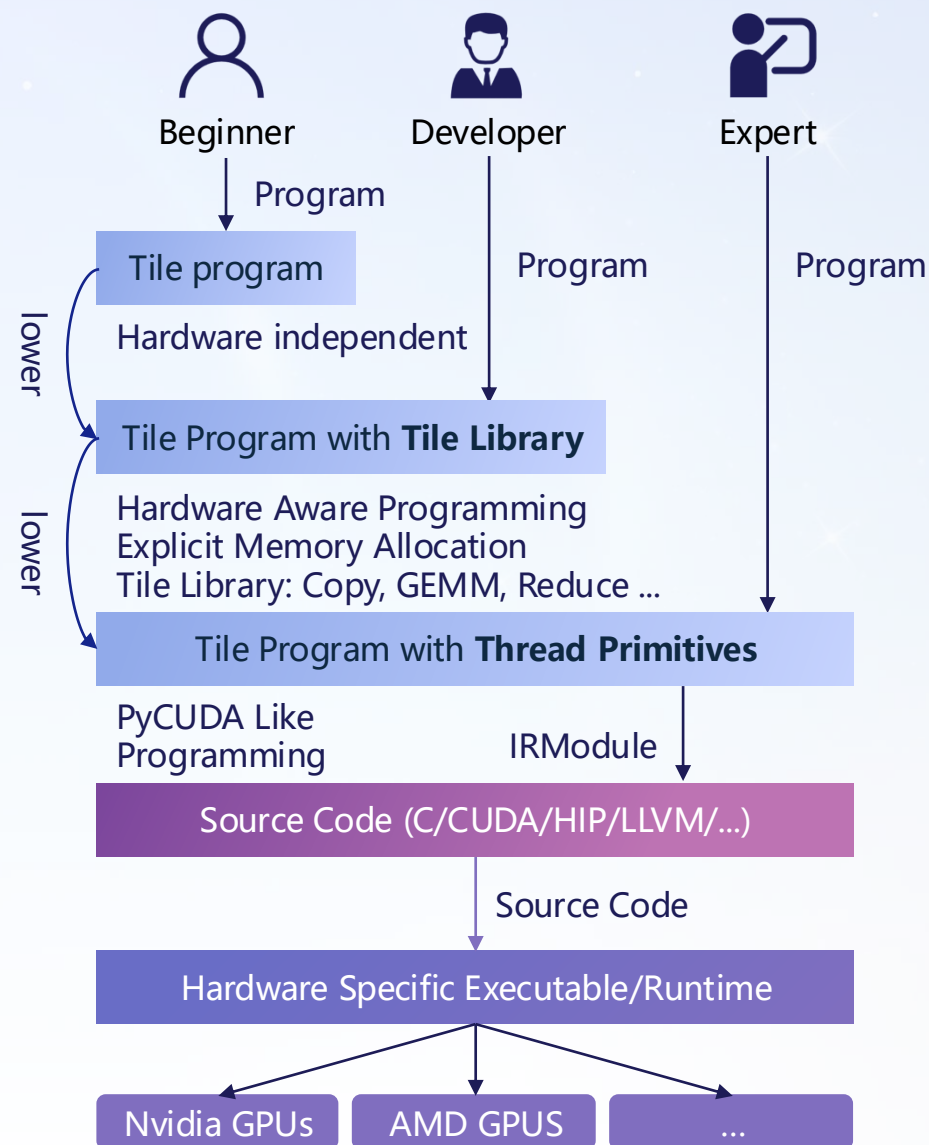 Beginner
Developer
Expert
Program
Tile program
Program
Program
lower
Hardware independent
Tile Program with Tile Library
lower
Hardware Aware Programming
Explicit Memory Allocation
Tile Library: Copy, GEMM, Reduce ...
Tile Program with Thread Primitives
PyCUDA Like
Programming
IRModule
Source Code (C/CUDA/HIP/LLVM/...)
Source Code
Hardware Specific Executable/Runtime
Nvidia GPUs
AMD GPUS
...